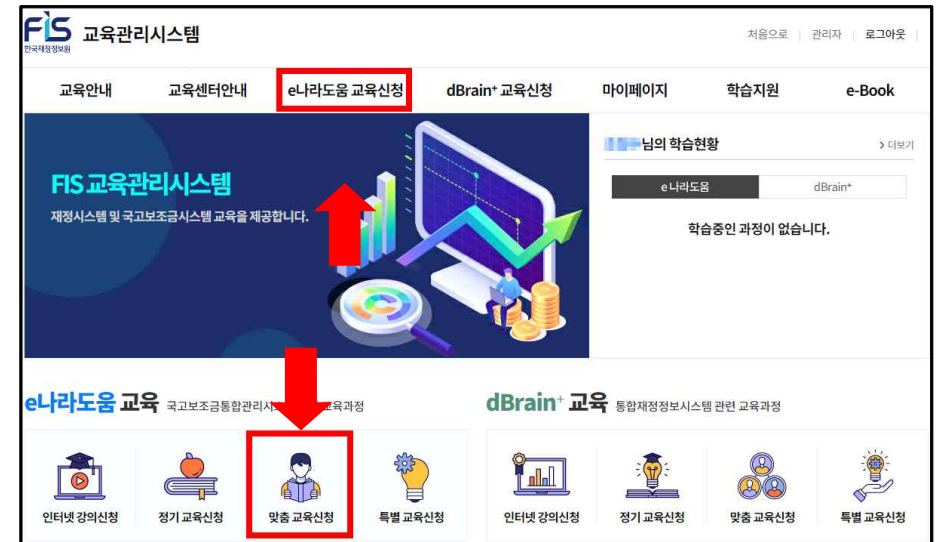 FIS 교육관리시스템
한국재정정보원
처음으로 | 관리자 | 로그아웃 |
교육안내 교육센터안내 e나라도움 교육신청 dBrain⁺ 교육신청 마이페이지 학습지원 e-Book
FIS 교육관리시스템
재정시스템 및 국고보조금시스템 교육을 제공합니다.
님의 학습현황 > 더보기
e나라도움 dBrain⁺
학습중인 과정이 없습니다.
e나라도움 교육 국고보조금통합관리시 교육과정
dBrain⁺ 교육 통합재정정보시스템 관련 교육과정
인터넷 강의신청 정기 교육신청 맞춤 교육신청 특별 교육신청
인터넷 강의신청 정기 교육신청 맞춤 교육신청 특별 교육신청